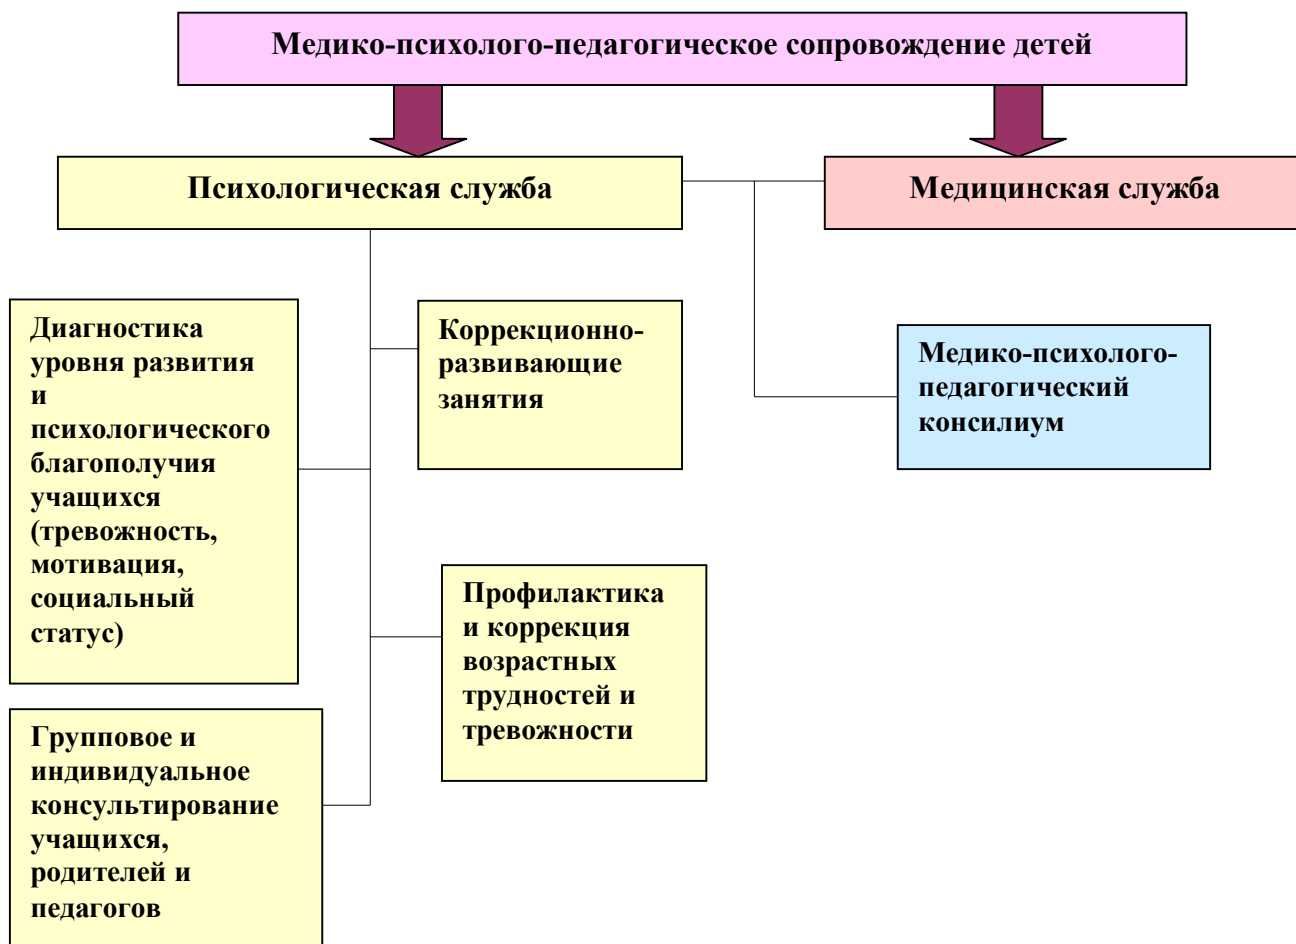 Медико-психолого-педагогическое сопровождение детей
Психологическая служба
Медицинская служба
Диагностика
уровня развития
и
психологического
благополучия
учащихся
(тревожность,
мотивация,
социальный
статус)
Коррекционно-
развивающие
занятия
Медико-психолого-
педагогический
консилиум
Профилактика
и коррекция
возрастных
трудностей и
тревожности
Групповое и
индивидуальное
консультирование
учащихся,
родителей и
педагогов